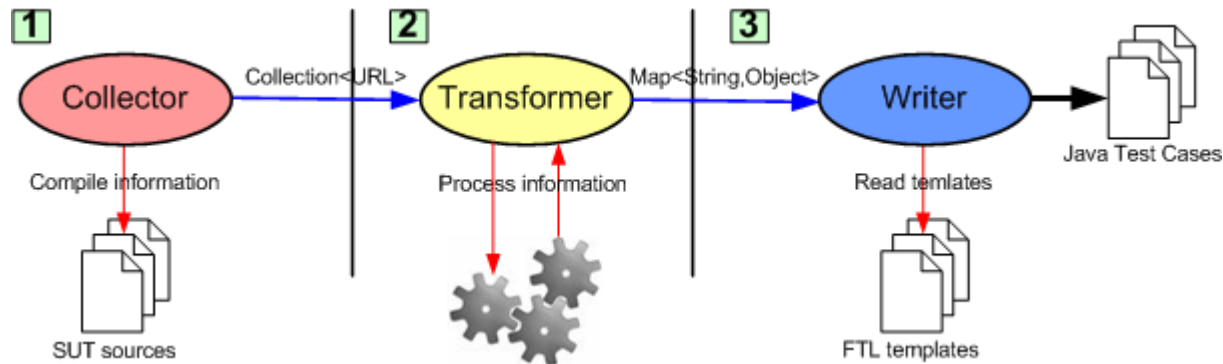 1
2
3
Collector
Collection<URL>
Transformer
Map<String,Object>
Writer
Java Test Cases
Compile information
Process information
Read temlates
SUT sources
FTL templates